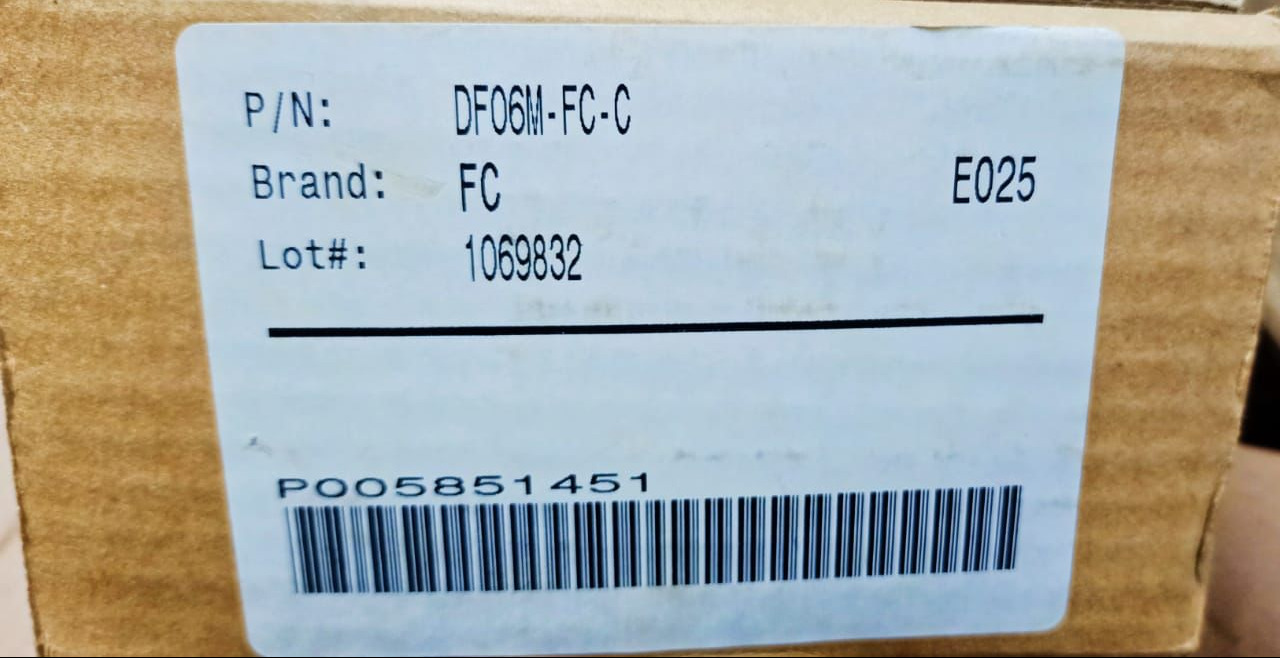 P/N: DF06M-FC-C
Brand: FC E025
Lot#: 1069832
P005851451